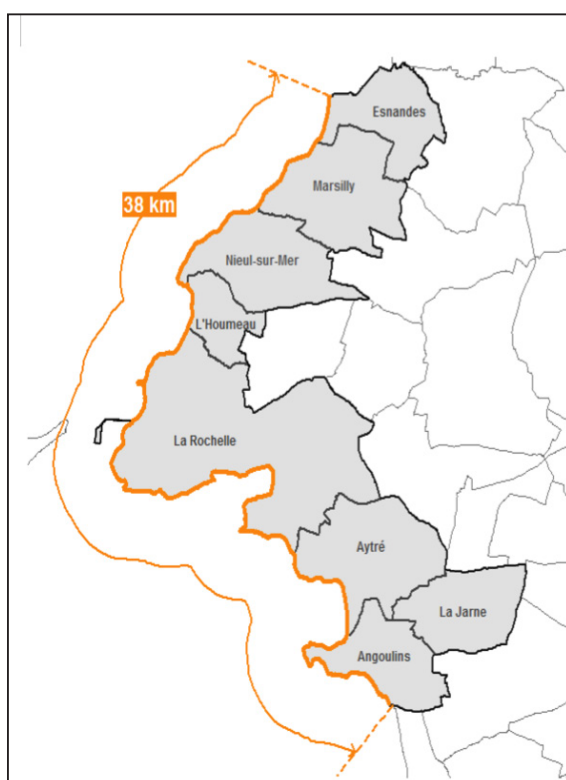 Esnandes
Marsilly
38 km
Nieul-sur-Mer
L'Houmeau
La Rochelle
Aytré
La Jarne
Angoulins